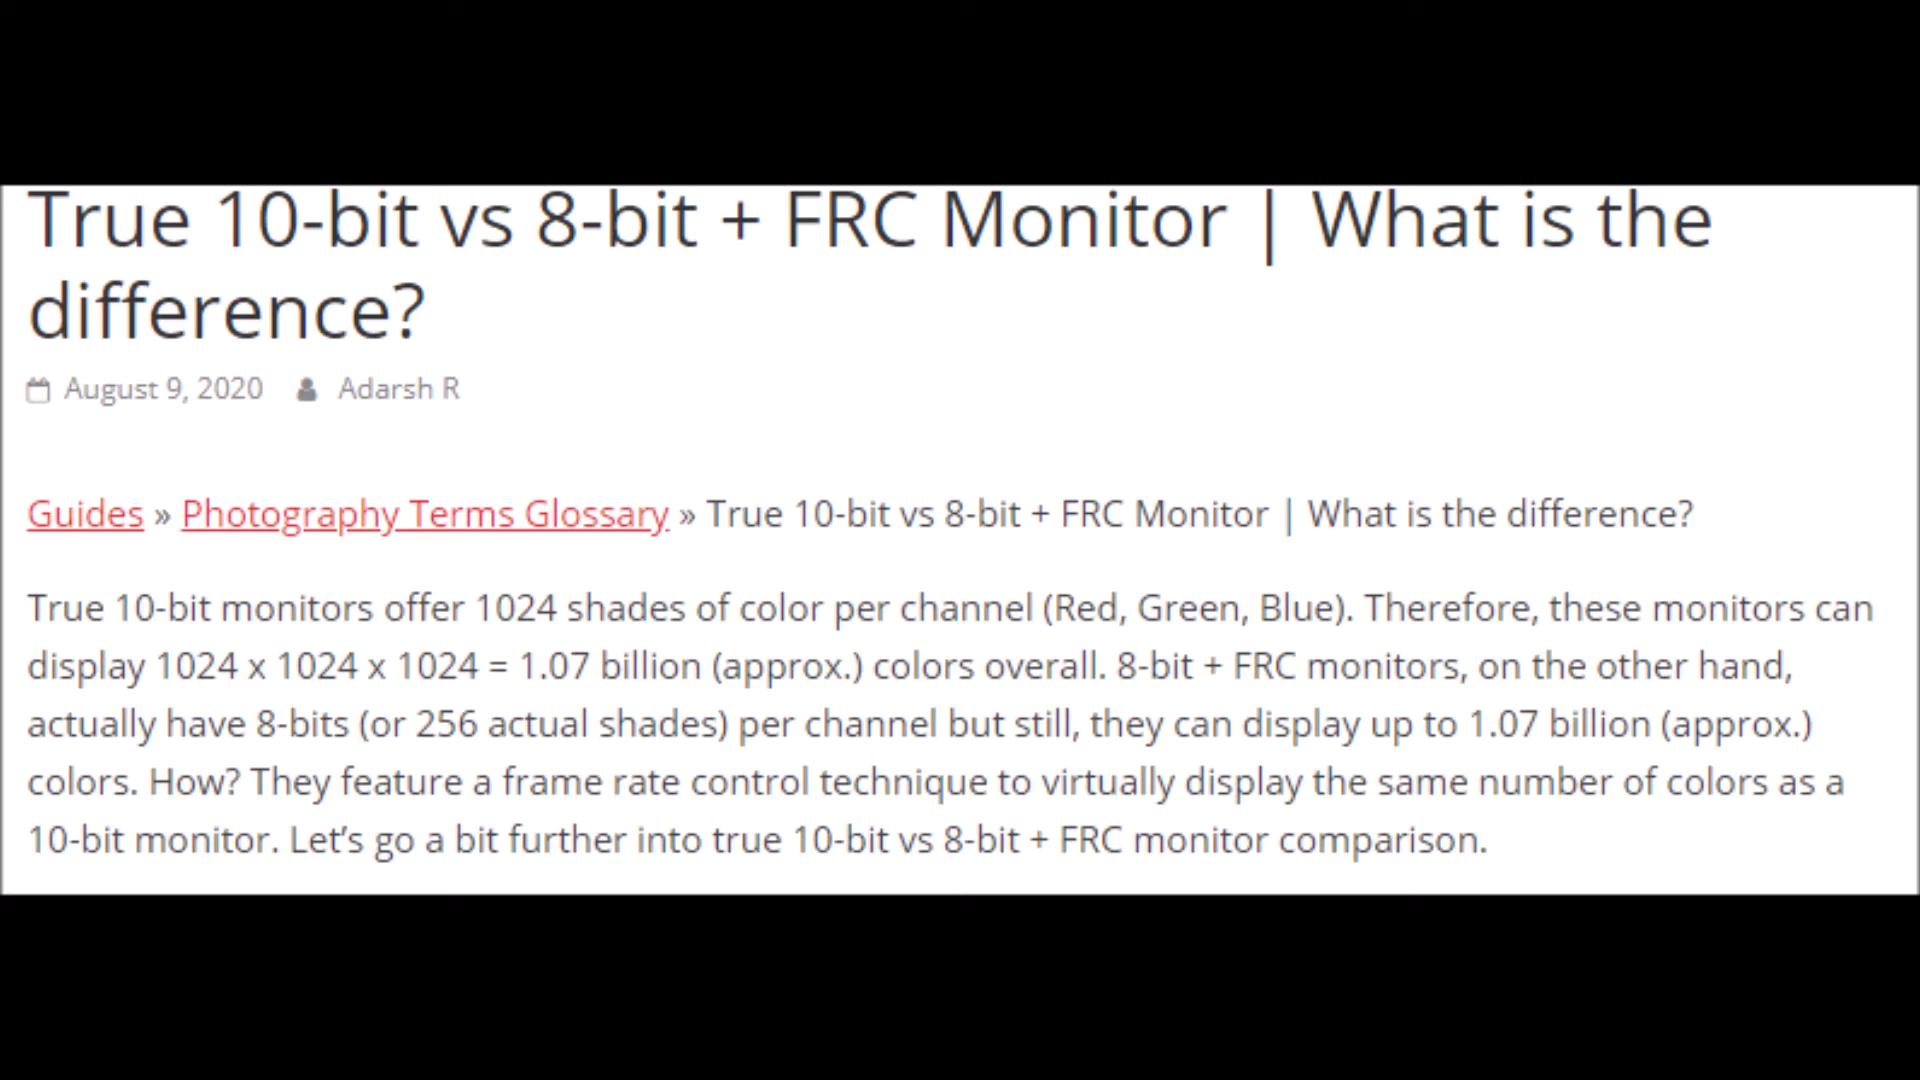 True 10-bit vs 8-bit + FRC Monitor | What is the
difference?
August 9, 2020 Adarsh R
Guides » Photography Terms Glossary » True 10-bit vs 8-bit + FRC Monitor | What is the difference?
True 10-bit monitors offer 1024 shades of color per channel (Red, Green, Blue). Therefore, these monitors can
display 1024 x 1024 x 1024 = 1.07 billion (approx.) colors overall. 8-bit + FRC monitors, on the other hand,
actually have 8-bits (or 256 actual shades) per channel but still, they can display up to 1.07 billion (approx.)
colors. How? They feature a frame rate control technique to virtually display the same number of colors as a
10-bit monitor. Let’s go a bit further into true 10-bit vs 8-bit + FRC monitor comparison.